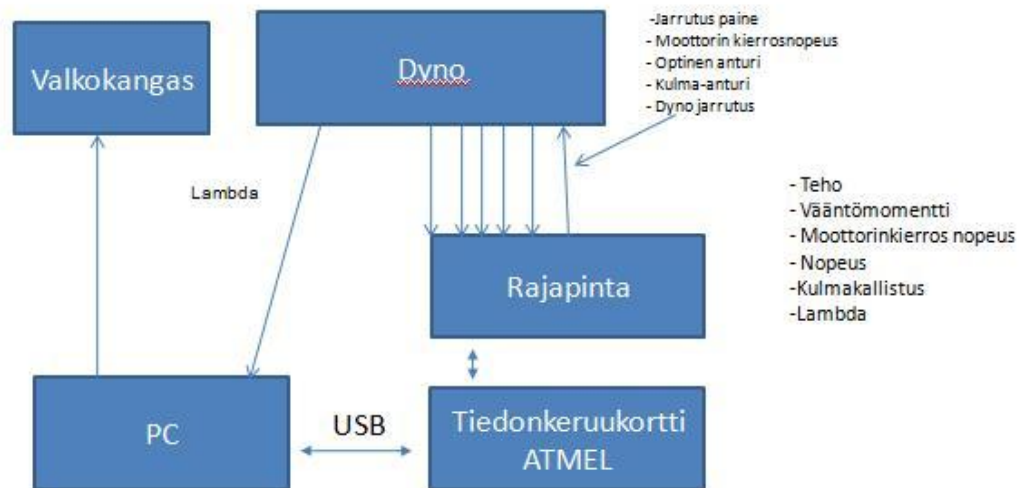 Valkokangas
Dyno
-Jarrutus paine
- Moottorin kierrosnopeus
- Optinen anturi
- Kulma-anturi
- Dyno jarrutus
Lambda
- Teho
- Vääntömomentti
- Moottorinkierros nopeus
- Nopeus
-Kulmakallistus
-Lambda
Rajapinta
PC
USB
Tiedonkeruukortti
ATMEL